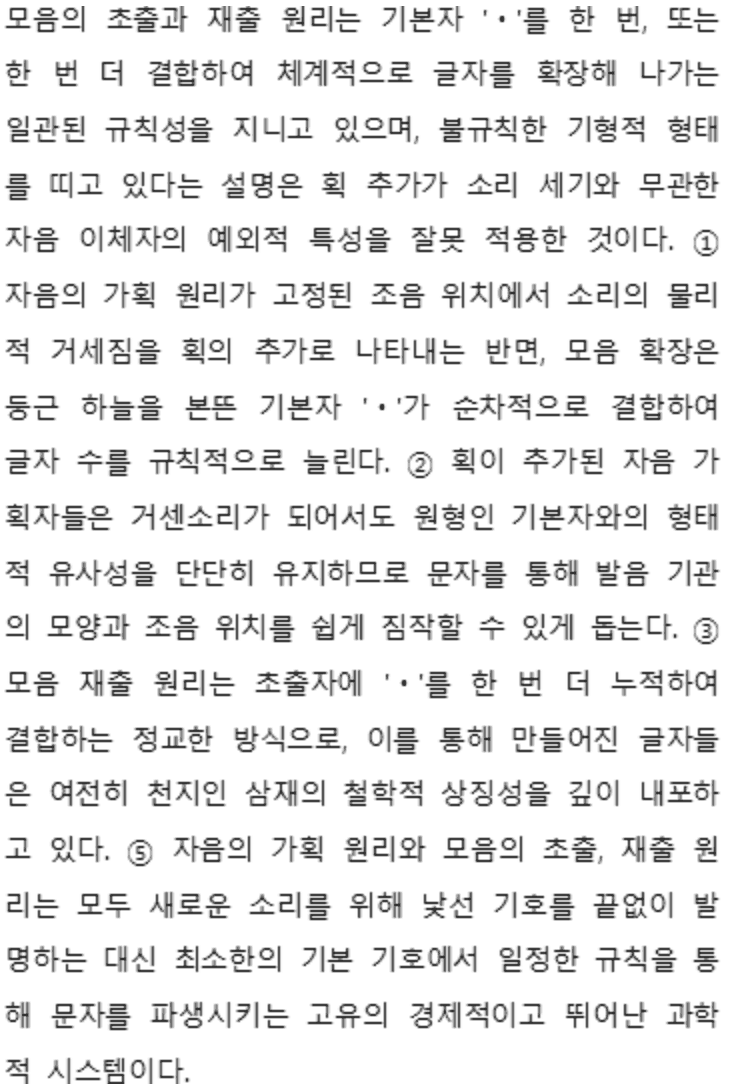 모음의 초출과 재출 원리는 기본자 'ㆍ'를 한 번, 또는
한 번 더 결합하여 체계적으로 글자를 확장해 나가는
일관된 규칙성을 지니고 있으며, 불규칙한 기형적 형태
를 띠고 있다는 설명은 획 추가가 소리 세기와 무관한
자음 이체자의 예외적 특성을 잘못 적용한 것이다. ①
자음의 가획 원리가 고정된 조음 위치에서 소리의 물리
적 거세짐을 획의 추가로 나타내는 반면, 모음 확장은
둥근 하늘을 본뜬 기본자 'ㆍ'가 순차적으로 결합하여
글자 수를 규칙적으로 늘린다. ② 획이 추가된 자음 가
획자들은 거센소리가 되어서도 원형인 기본자와의 형태
적 유사성을 단단히 유지하므로 문자를 통해 발음 기관
의 모양과 조음 위치를 쉽게 짐작할 수 있게 돕는다. ③
모음 재출 원리는 초출자에 'ㆍ'를 한 번 더 누적하여
결합하는 정교한 방식으로, 이를 통해 만들어진 글자들
은 여전히 천지인 삼재의 철학적 상징성을 깊이 내포하
고 있다. ⑤ 자음의 가획 원리와 모음의 초출, 재출 원
리는 모두 새로운 소리를 위해 낯선 기호를 끝없이 발
명하는 대신 최소한의 기본 기호에서 일정한 규칙을 통
해 문자를 파생시키는 고유의 경제적이고 뛰어난 과학
적 시스템이다.